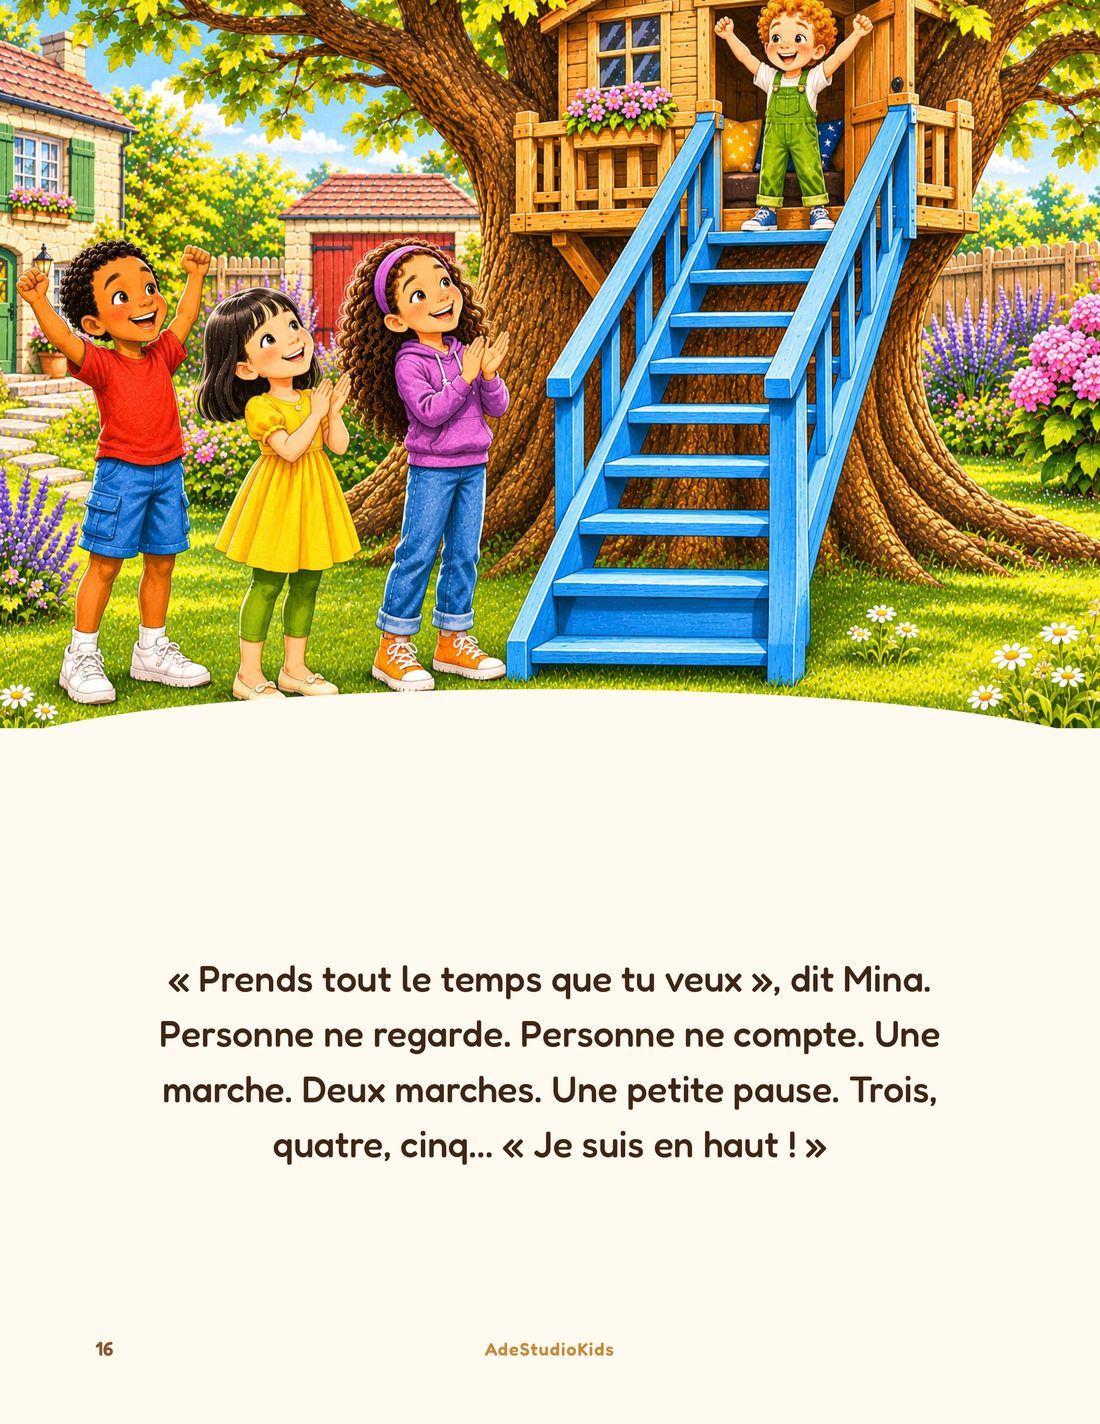 « Prends tout le temps que tu veux », dit Mina.
Personne ne regarde. Personne ne compte. Une
marche. Deux marches. Une petite pause. Trois,
quatre, cinq... « Je suis en haut ! »
16
AdeStudioKids